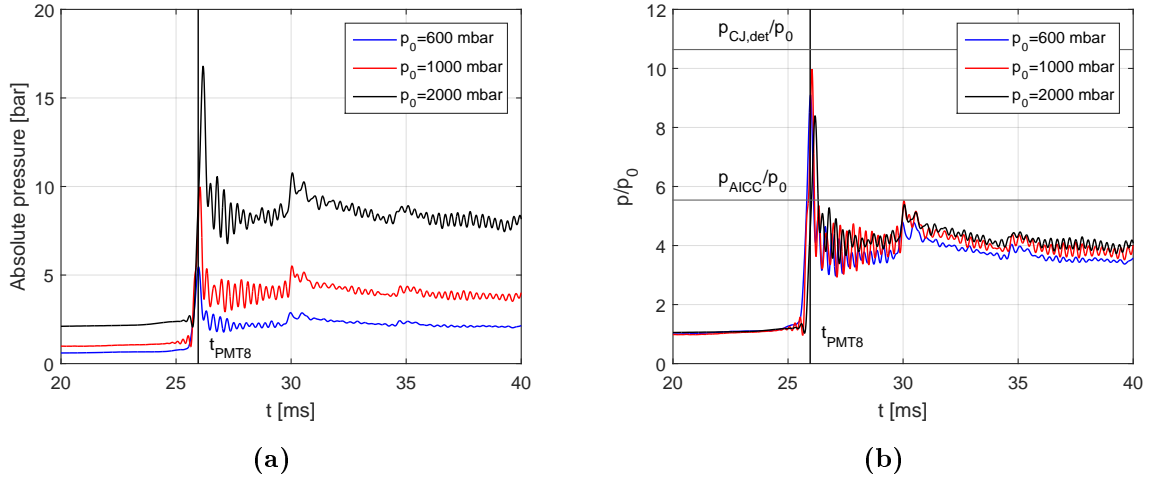 20
15
10
5
0
Absolute pressure [bar]
p0=600 mbar
p0=1000 mbar
p0=2000 mbar
tPMT8
20 25 30 35 40
t [ms]
(a)
12
10
8
6
4
2
0
p/p0
pCJ,det/p0
p0=600 mbar
p0=1000 mbar
p0=2000 mbar
pAICC/p0
tPMT8
20 25 30 35 40
t [ms]
(b)